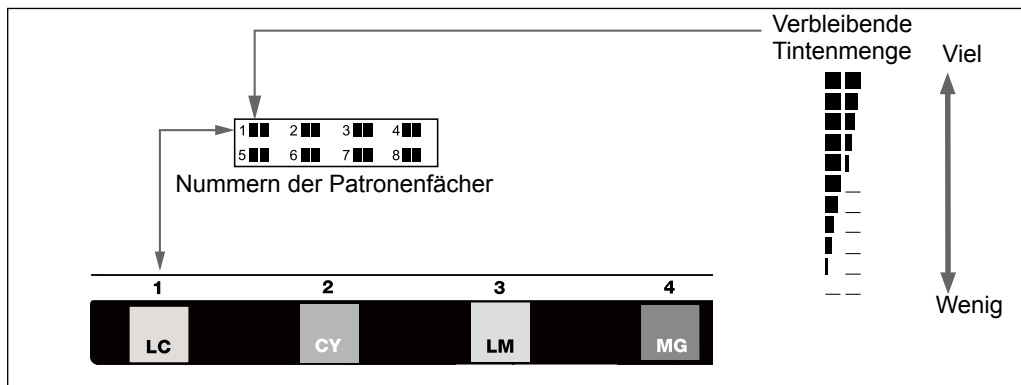 Verbleibende
Tintenmenge
Viel
1 2 3 4
5 6 7 8
Nummern der Patronenfächer
1 2 3 4
LC CY LM MG
Wenig